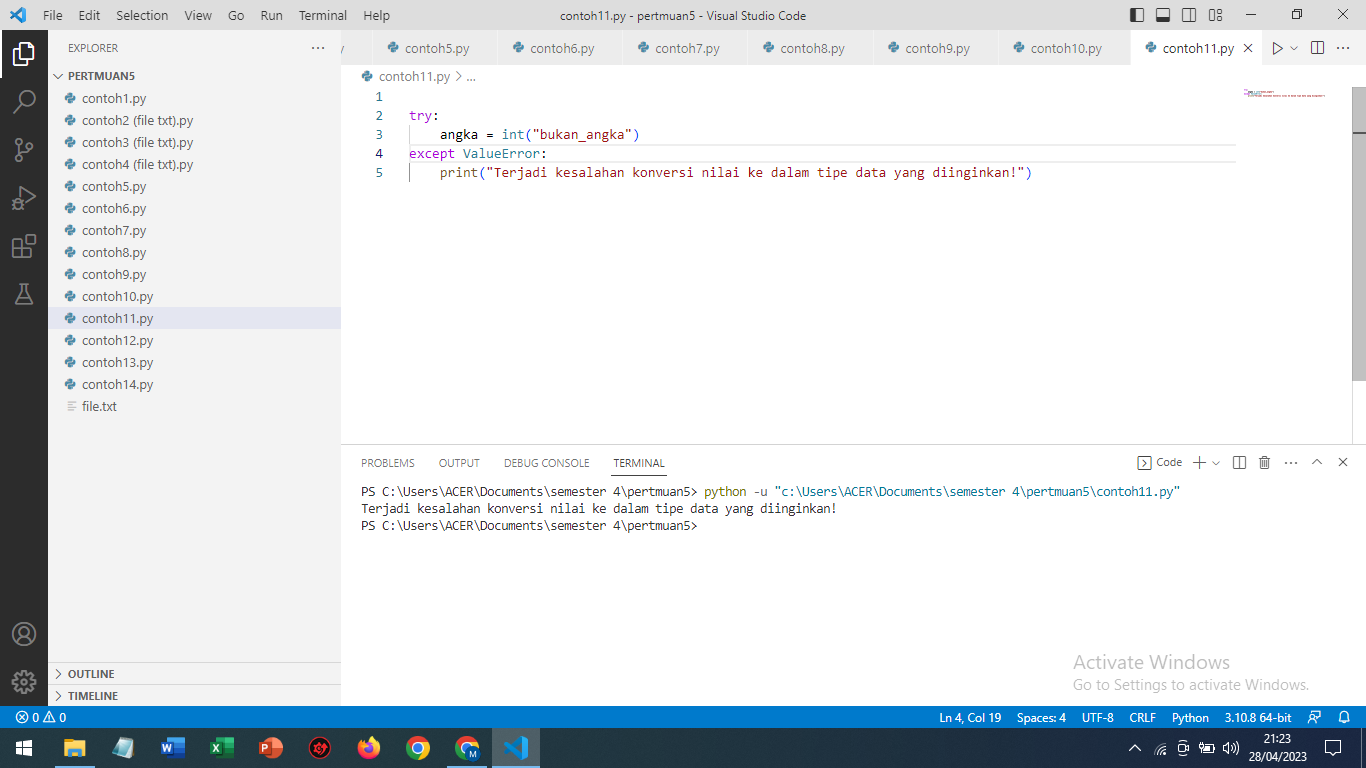 File Edit Selection View Go Run Terminal Help
contoh11.py - pertmuan5 - Visual Studio Code
EXPLORER
PERTMUAN5
contoh1.py
contoh2 (file txt).py
contoh3 (file txt).py
contoh4 (file txt).py
contoh5.py
contoh6.py
contoh7.py
contoh8.py
contoh9.py
contoh10.py
contoh11.py
contoh12.py
contoh13.py
contoh14.py
file.txt
OUTLINE
TIMELINE
contoh5.py contoh6.py contoh7.py contoh8.py contoh9.py contoh10.py contoh11.py
contoh11.py > ...
1
2 try:
3     angka = int("bukan_angka")
4 except ValueError:
5     print("Terjadi kesalahan konversi nilai ke dalam tipe data yang diinginkan!")
PROBLEMS OUTPUT DEBUG CONSOLE TERMINAL
Code
PS C:\Users\ACER\Documents\semester 4\pertmuan5> python -u "c:\Users\ACER\Documents\semester 4\pertmuan5\contoh11.py"
Terjadi kesalahan konversi nilai ke dalam tipe data yang diinginkan!
PS C:\Users\ACER\Documents\semester 4\pertmuan5>
Activate Windows
Go to Settings to activate Windows.
0 0
Ln 4, Col 19 Spaces: 4 UTF-8 CRLF Python 3.10.8 64-bit
21:23
28/04/2023